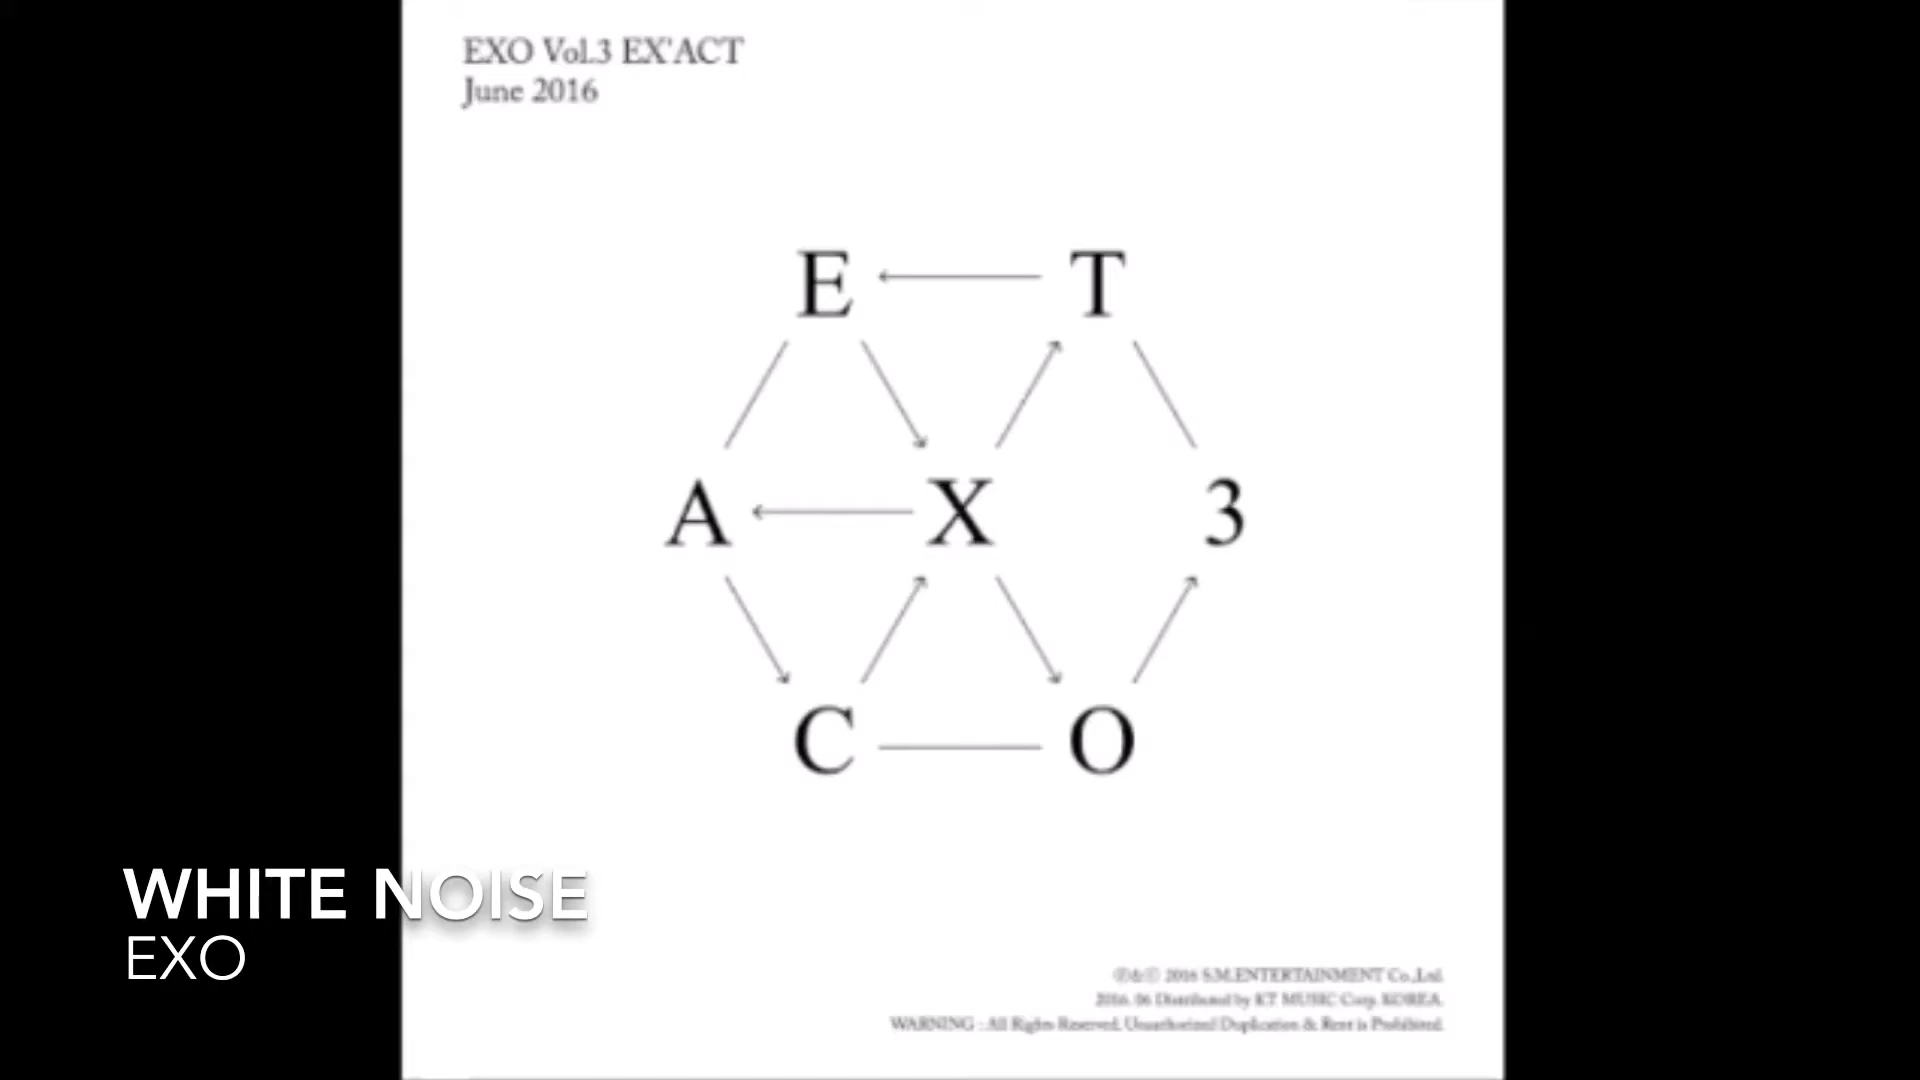 EXO Vol.3 EX'ACT
June 2016
E T
A X 3
C O
WHITE NOISE
EXO
Ⓟ&© 2016 S.M.ENTERTAINMENT Co.,Ltd.
2016. 06 Distributed by KT MUSIC Corp. KOREA.
WARNING : All Rights Reserved. Unauthorized Duplication & Rent is Prohibited.